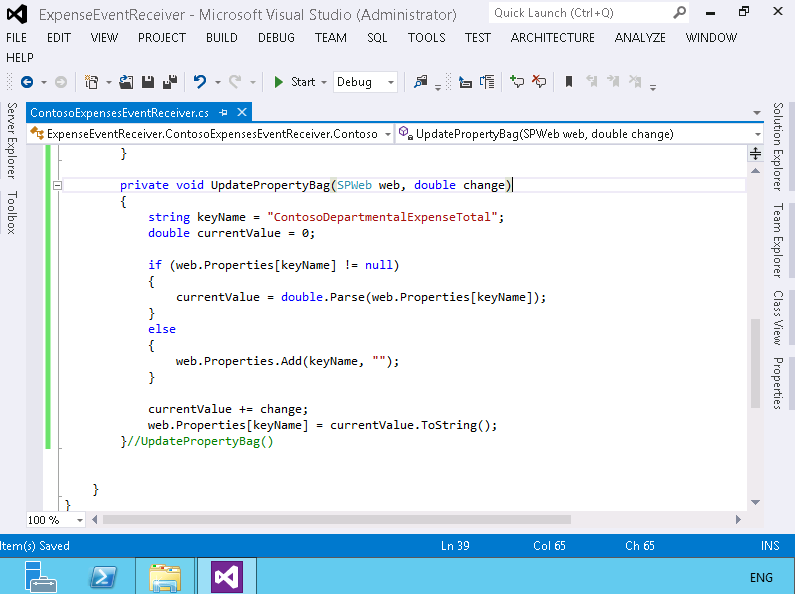 ExpenseEventReceiver - Microsoft Visual Studio (Administrator)
Quick Launch (Ctrl+Q)
FILE EDIT VIEW PROJECT BUILD DEBUG TEAM SQL TOOLS TEST ARCHITECTURE ANALYZE WINDOW
HELP
Start
Debug
Server Explorer
Toolbox
ContosoExpensesEventReceiver.cs
ExpenseEventReceiver.ContosoExpensesEventReceiver.Contoso
UpdatePropertyBag(SPWeb web, double change)
}
private void UpdatePropertyBag(SPWeb web, double change)
{
string keyName = "ContosoDepartmentalExpenseTotal";
double currentValue = 0;
if (web.Properties[keyName] != null)
{
currentValue = double.Parse(web.Properties[keyName]);
}
else
{
web.Properties.Add(keyName, "");
}
currentValue += change;
web.Properties[keyName] = currentValue.ToString();
}//UpdatePropertyBag()
}
}
Solution Explorer
Team Explorer
Class View
Properties
100 %
Item(s) Saved
Ln 39
Col 65
Ch 65
INS
ENG